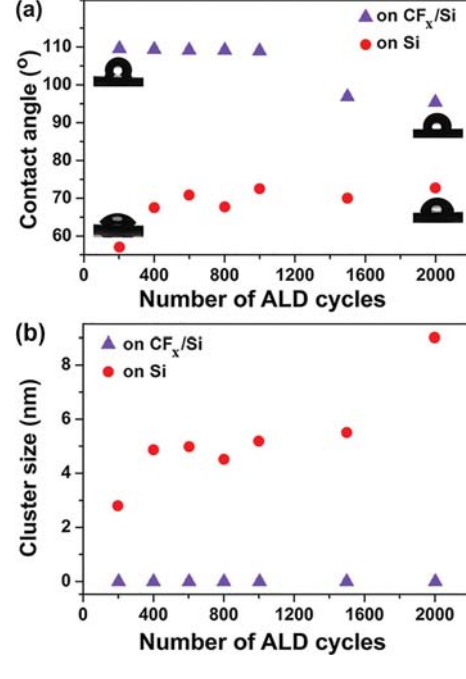 (a)
on CFx/Si
on Si
110
100
90
80
70
60
Contact angle (o)
0 400 800 1200 1600 2000
Number of ALD cycles
(b)
on CFx/Si
on Si
8
6
4
2
0
Cluster size (nm)
0 400 800 1200 1600 2000
Number of ALD cycles